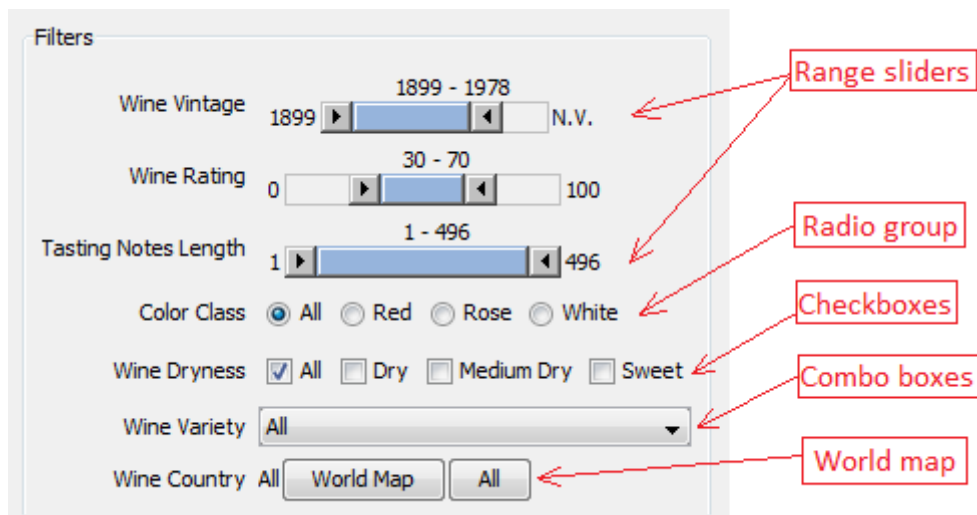 Filters
1899 - 1978
Wine Vintage 1899 N.V.
Range sliders
30 - 70
Wine Rating 0 100
1 - 496
Tasting Notes Length 1 496
Radio group
Color Class All Red Rose White
Checkboxes
Wine Dryness All Dry Medium Dry Sweet
Combo boxes
Wine Variety All
Wine Country All World Map All
World map